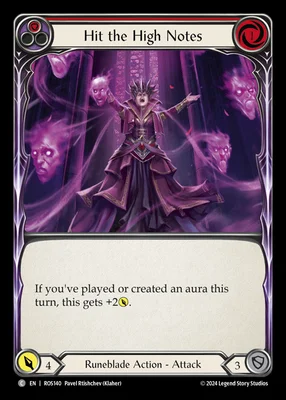 1
Hit the High Notes
If you've played or created an aura this
turn, this gets +2.
4
Runeblade Action - Attack
3
C EN | ROS140 Pavel Rtishchev (Klaher)
©2024 Legend Story Studios